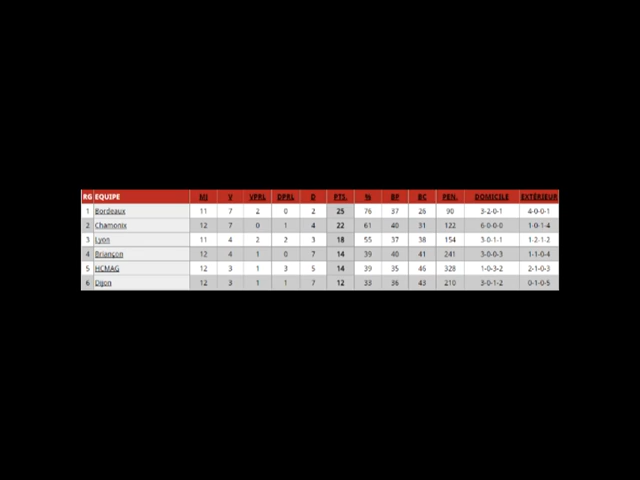 RG EQUIPE MJ V VPRL DPRL D PTS. % BP BC PEN. DOMICILE EXTÉRIEUR
1 Bordeaux 11 7 2 0 2 25 76 37 26 90 3-2-0-1 4-0-0-1
2 Chamonix 12 7 0 1 4 22 61 40 31 122 6-0-0-0 1-0-1-4
3 Lyon 11 4 2 2 3 18 55 37 38 154 3-0-1-1 1-2-1-2
4 Briançon 12 4 1 0 7 14 39 40 41 241 3-0-0-3 1-1-0-4
5 HCMAG 12 3 1 3 5 14 39 35 46 328 1-0-3-2 2-1-0-3
6 Dijon 12 3 1 1 7 12 33 36 43 210 3-0-1-2 0-1-0-5